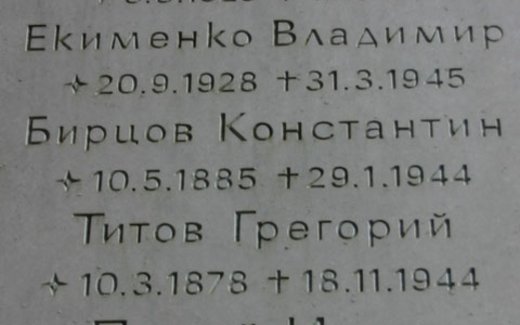 Екименко Владимир
✧ 20.9.1928 † 31.3.1945
Бирцов Константин
✧ 10.5.1885 † 29.1.1944
Титов Грегорий
✧ 10.3.1878 † 18.11.1944